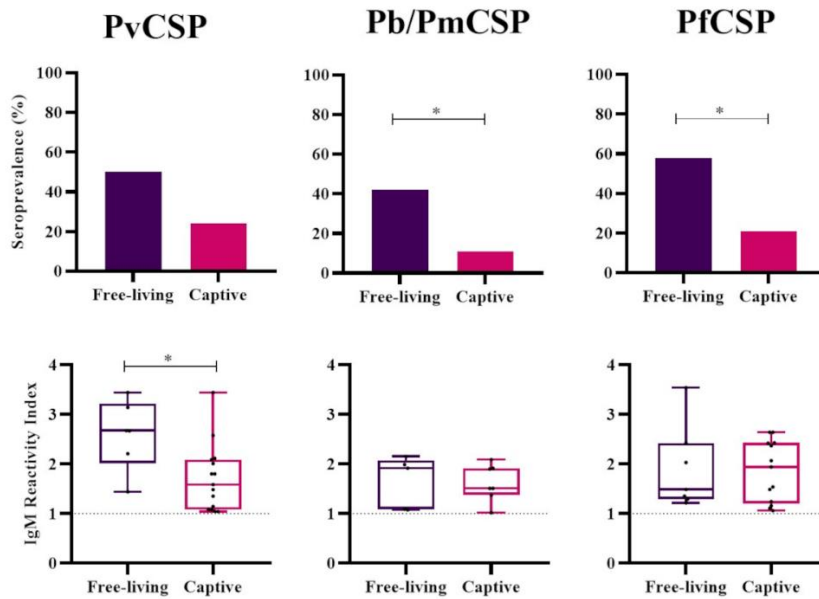 PvCSP
Pb/PmCSP
PfCSP
Seroprevalence (%)
100
80
60
40
20
0
Free-living
Captive
100
80
60
40
20
0
*
Free-living
Captive
100
80
60
40
20
0
*
Free-living
Captive
IgM Reactivity Index
4
3
2
1
0
*
Free-living
Captive
4
3
2
1
0
Free-living
Captive
4
3
2
1
0
Free-living
Captive